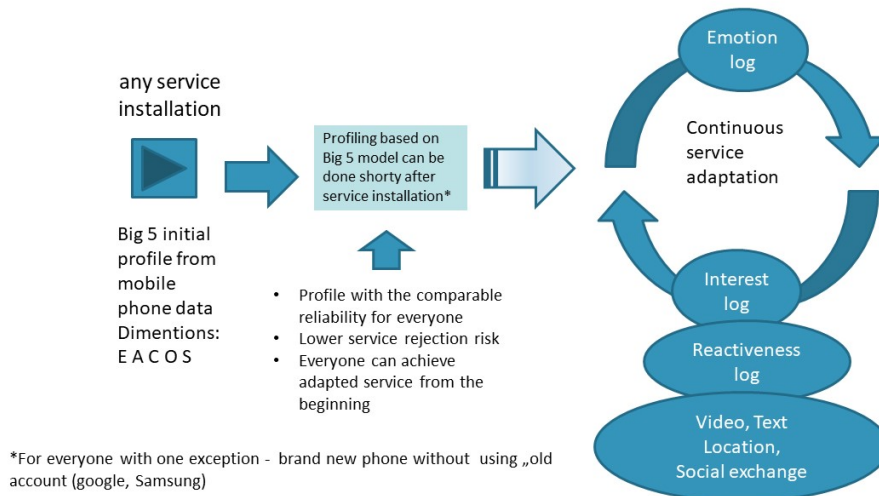 any service
installation
Big 5 initial
profile from
mobile
phone data
Dimentions:
E A C O S
Profiling based on
Big 5 model can be
done shorty after
service installation*
• Profile with the comparable
reliability for everyone
• Lower service rejection risk
• Everyone can achieve
adapted service from the
beginning
Emotion
log
Continuous
service
adaptation
Interest
log
Reactiveness
log
Video, Text
Location,
Social exchange
*For everyone with one exception - brand new phone without using „old
account (google, Samsung)